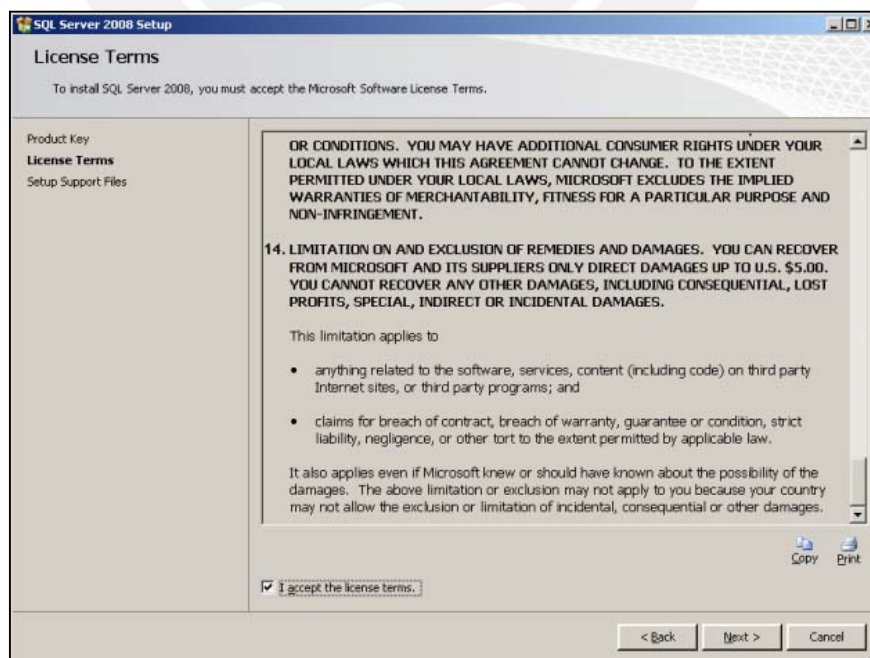 SQL Server 2008 Setup
License Terms
To install SQL Server 2008, you must accept the Microsoft Software License Terms.
Product Key
License Terms
Setup Support Files
OR CONDITIONS.  YOU MAY HAVE ADDITIONAL CONSUMER RIGHTS UNDER YOUR
LOCAL LAWS WHICH THIS AGREEMENT CANNOT CHANGE.  TO THE EXTENT
PERMITTED UNDER YOUR LOCAL LAWS, MICROSOFT EXCLUDES THE IMPLIED
WARRANTIES OF MERCHANTABILITY, FITNESS FOR A PARTICULAR PURPOSE AND
NON-INFRINGEMENT.
14. LIMITATION ON AND EXCLUSION OF REMEDIES AND DAMAGES.  YOU CAN RECOVER
FROM MICROSOFT AND ITS SUPPLIERS ONLY DIRECT DAMAGES UP TO U.S. $5.00.
YOU CANNOT RECOVER ANY OTHER DAMAGES, INCLUDING CONSEQUENTIAL, LOST
PROFITS, SPECIAL, INDIRECT OR INCIDENTAL DAMAGES.
This limitation applies to
• anything related to the software, services, content (including code) on third party
Internet sites, or third party programs; and
• claims for breach of contract, breach of warranty, guarantee or condition, strict
liability, negligence, or other tort to the extent permitted by applicable law.
It also applies even if Microsoft knew or should have known about the possibility of the
damages.  The above limitation or exclusion may not apply to you because your country
may not allow the exclusion or limitation of incidental, consequential or other damages.
Copy Print
I accept the license terms.
< Back Next > Cancel